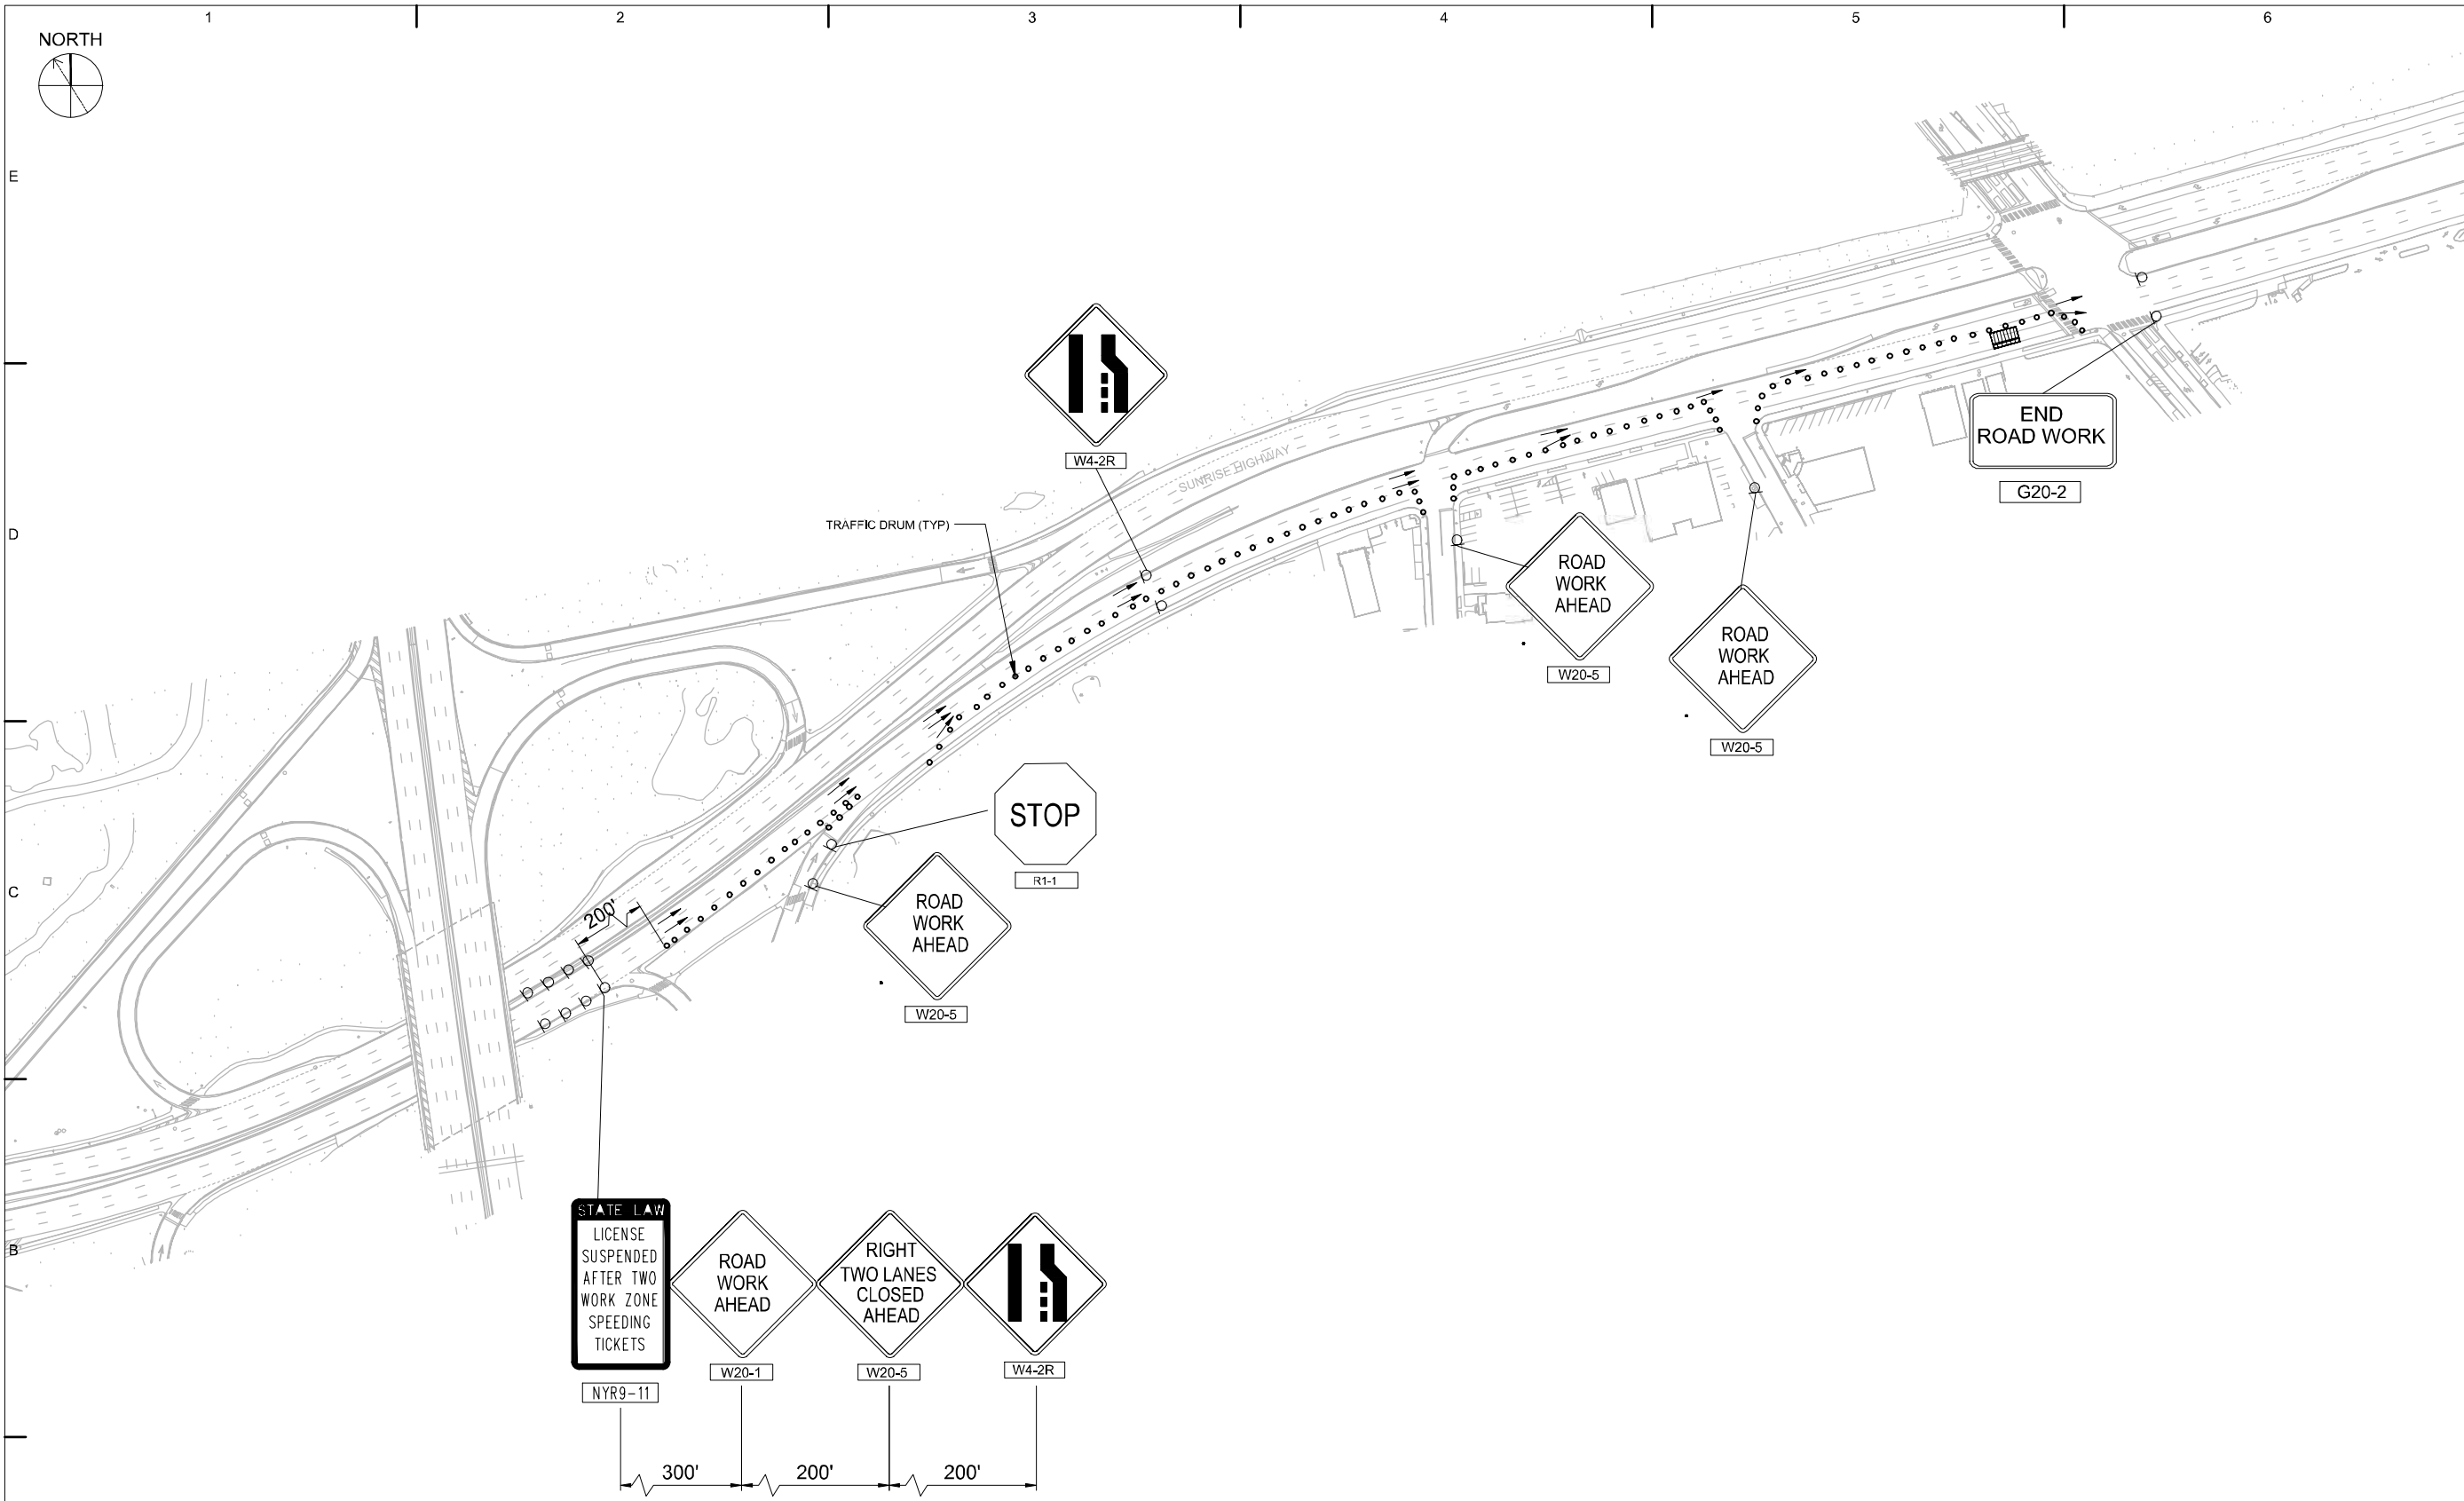 1
2
3
4
5
6
NORTH
E
D
C
B
W4-2R
SUNRISE HIGHWAY
TRAFFIC DRUM (TYP)
END
ROAD WORK
G20-2
ROAD
WORK
AHEAD
W20-5
ROAD
WORK
AHEAD
W20-5
STOP
R1-1
ROAD
WORK
AHEAD
W20-5
200'
STATE LAW
LICENSE
SUSPENDED
AFTER TWO
WORK ZONE
SPEEDING
TICKETS
NYR9-11
ROAD
WORK
AHEAD
W20-1
RIGHT
TWO LANES
CLOSED
AHEAD
W20-5
W4-2R
300'
200'
200'